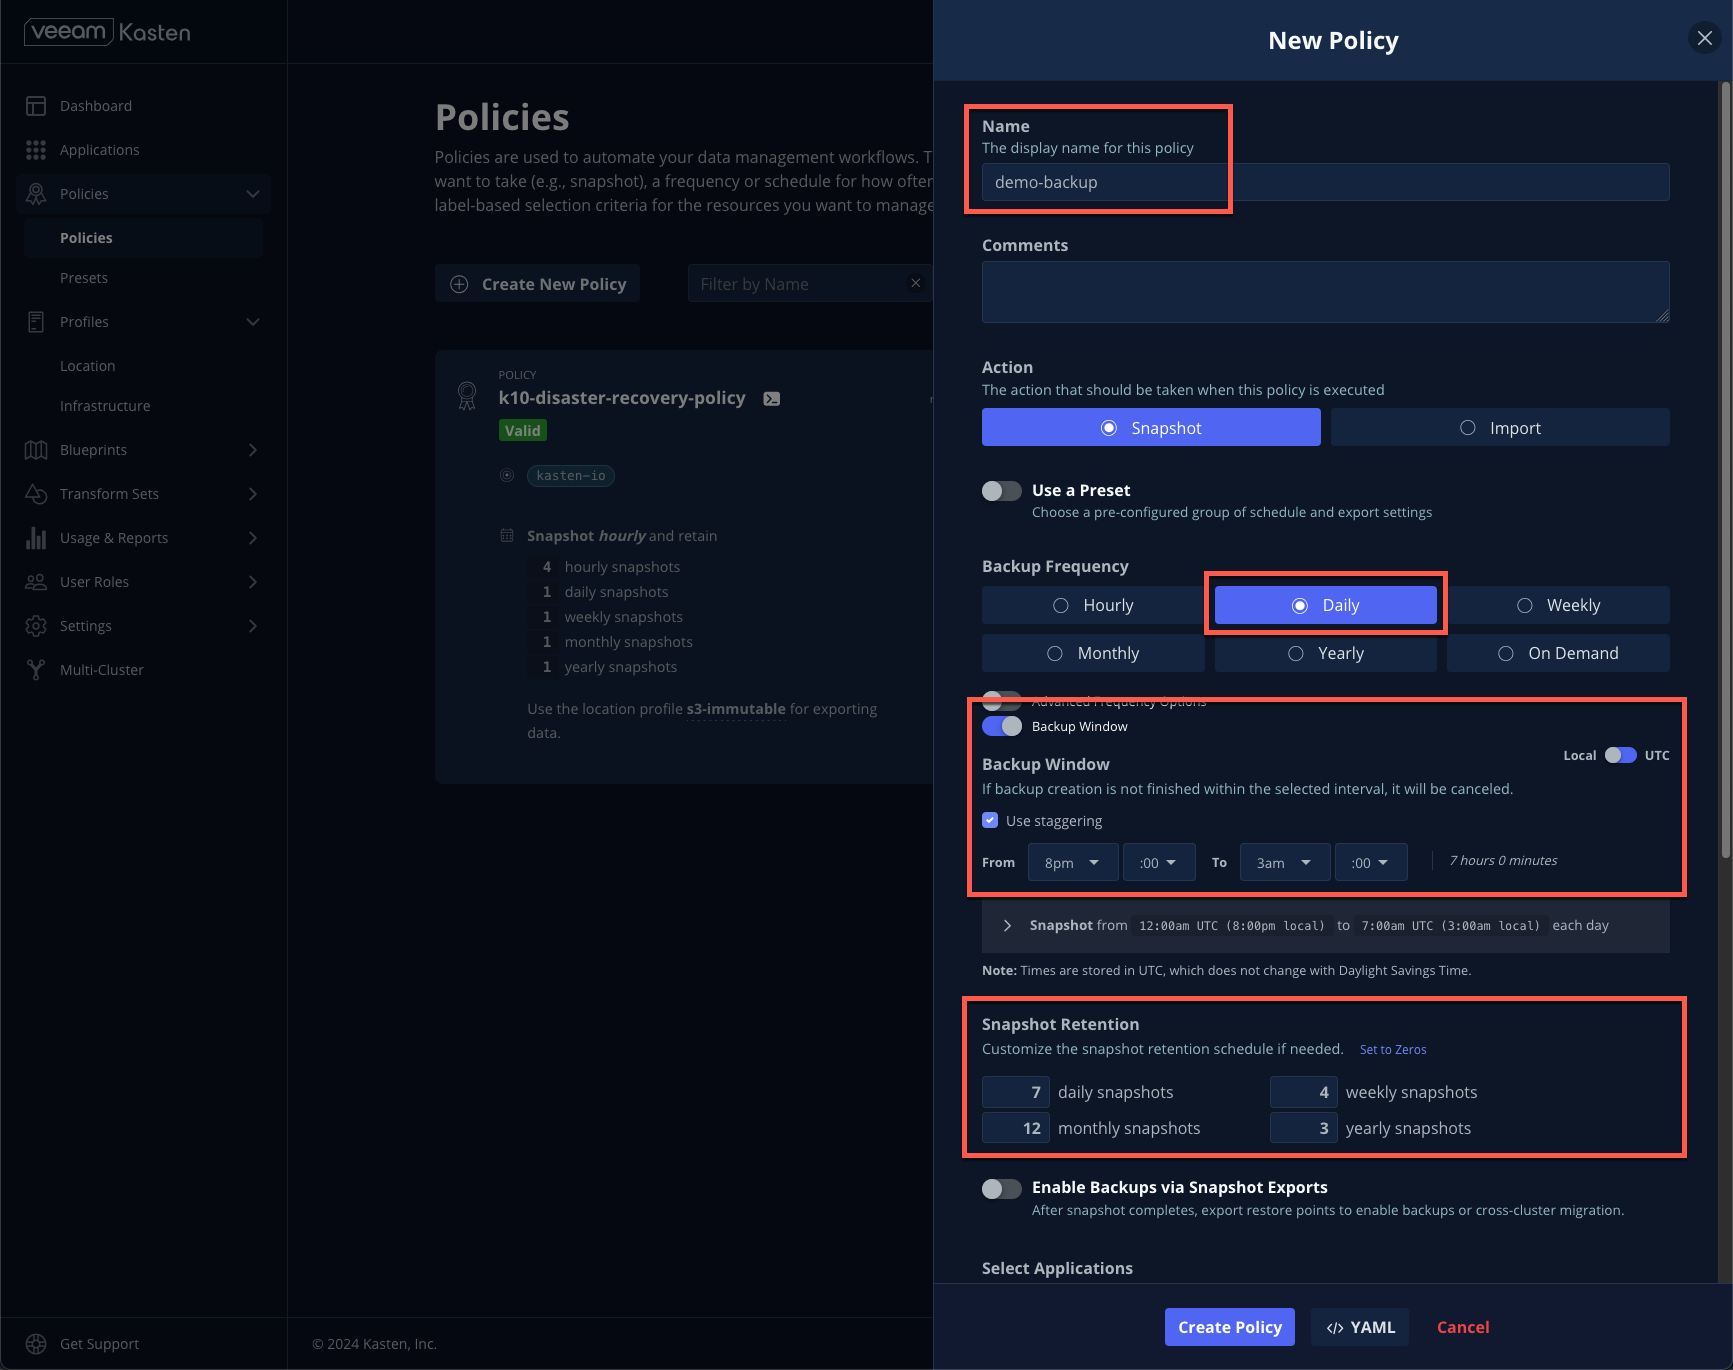 veeam Kasten
Dashboard
Applications
Policies
Policies
Presets
Profiles
Location
Infrastructure
Blueprints
Transform Sets
Usage & Reports
User Roles
Settings
Multi-Cluster
Get Support
Policies
Policies are used to automate your data management workflows. T
want to take (e.g., snapshot), a frequency or schedule for how often
label-based selection criteria for the resources you want to manage
Create New Policy
Filter by Name
POLICY
k10-disaster-recovery-policy
Valid
kasten-io
Snapshot hourly and retain
4 hourly snapshots
1 daily snapshots
1 weekly snapshots
1 monthly snapshots
1 yearly snapshots
Use the location profile s3-immutable for exporting
data.
© 2024 Kasten, Inc.
New Policy
Name
The display name for this policy
demo-backup
Comments
Action
The action that should be taken when this policy is executed
Snapshot
Import
Use a Preset
Choose a pre-configured group of schedule and export settings
Backup Frequency
Hourly
Daily
Weekly
Monthly
Yearly
On Demand
Advanced Frequency Options
Backup Window
Local UTC
Backup Window
If backup creation is not finished within the selected interval, it will be canceled.
Use staggering
From 8pm :00 To 3am :00 7 hours 0 minutes
Snapshot from 12:00am UTC (8:00pm local) to 7:00am UTC (3:00am local) each day
Note: Times are stored in UTC, which does not change with Daylight Savings Time.
Snapshot Retention
Customize the snapshot retention schedule if needed. Set to Zeros
7 daily snapshots
4 weekly snapshots
12 monthly snapshots
3 yearly snapshots
Enable Backups via Snapshot Exports
After snapshot completes, export restore points to enable backups or cross-cluster migration.
Select Applications
Create Policy
</> YAML
Cancel